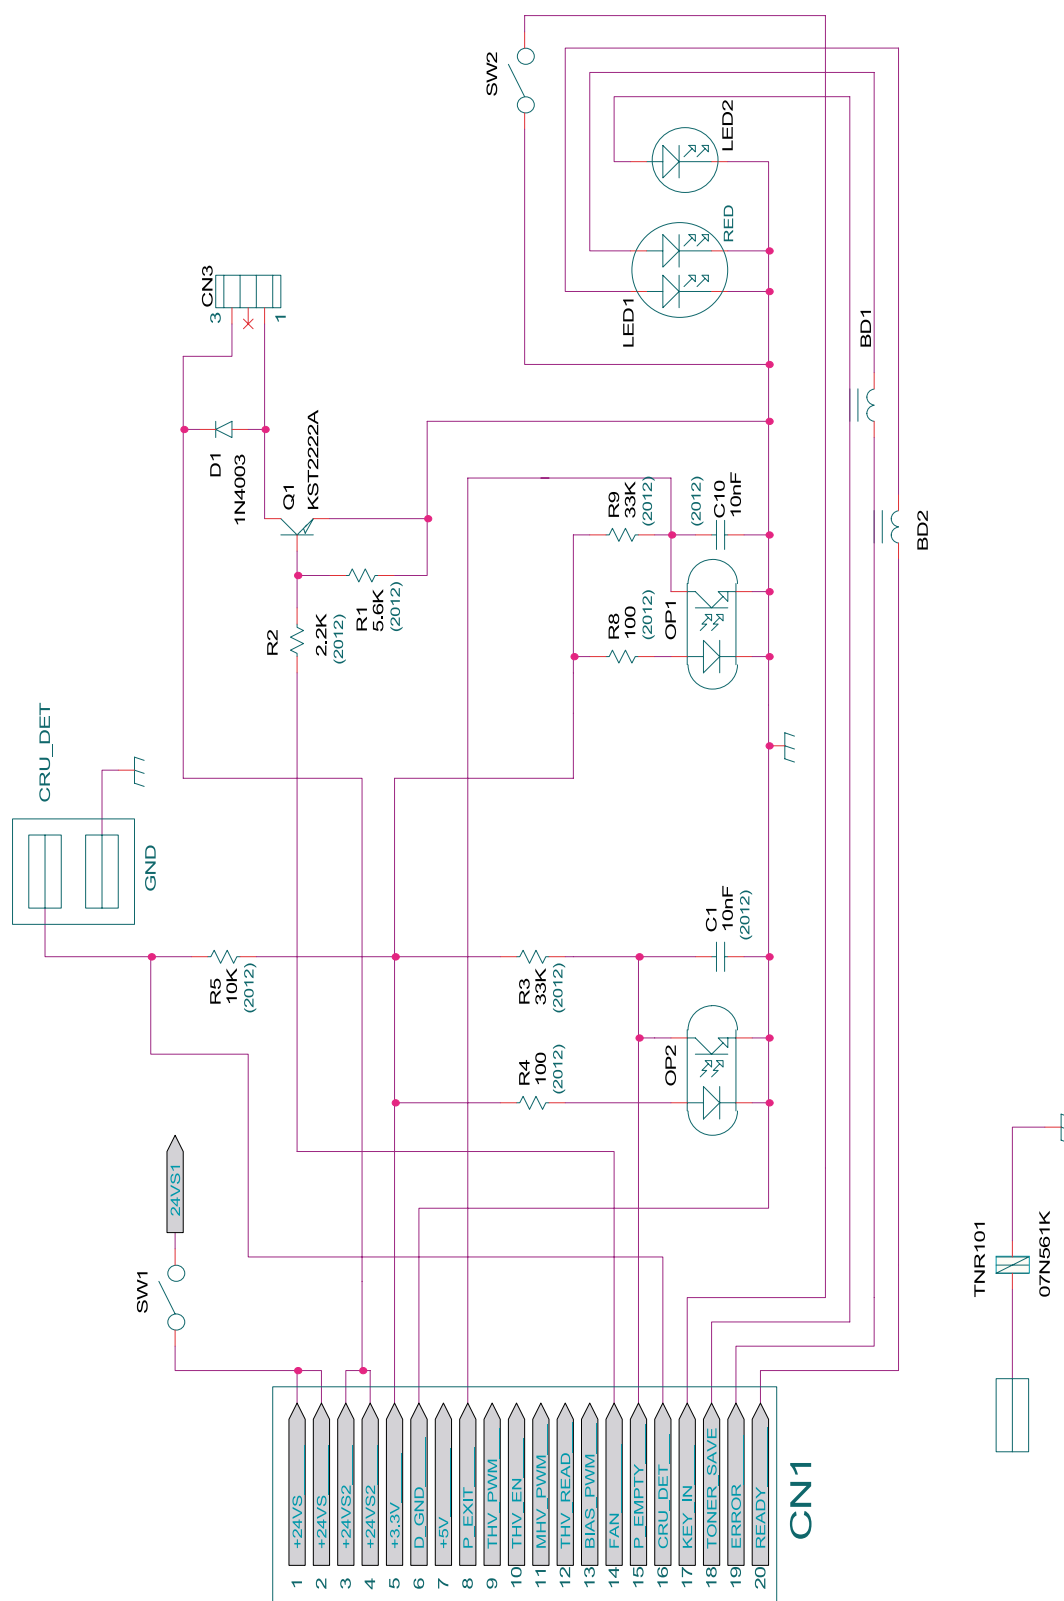 SW2
LED2
RED
LED1
CN3
3
1
BD1
D1
1N4003
Q1
KST2222A
R9
33K
(2012)
(2012)
C10
10nF
BD2
R2
2.2K
(2012)
R1
5.6K
(2012)
R8
100
(2012)
OP1
CRU_DET
GND
R5
10K
(2012)
R3
33K
(2012)
C1
10nF
(2012)
R4
100
(2012)
OP2
24VS1
SW1
TNR101
07N561K
1 +24VS
2 +24VS
3 +24VS2
4 +24VS2
5 +3.3V
6 D_GND
7 +5V
8 P_EXIT
9 THV_PWM
10 THV_EN
11 MHV_PWM
12 THV_READ
13 BIAS_PWM
14 FAN
15 P_EMPTY
16 CRU_DET
17 KEY_IN
18 TONER_SAVE
19 ERROR
20 READY
CN1